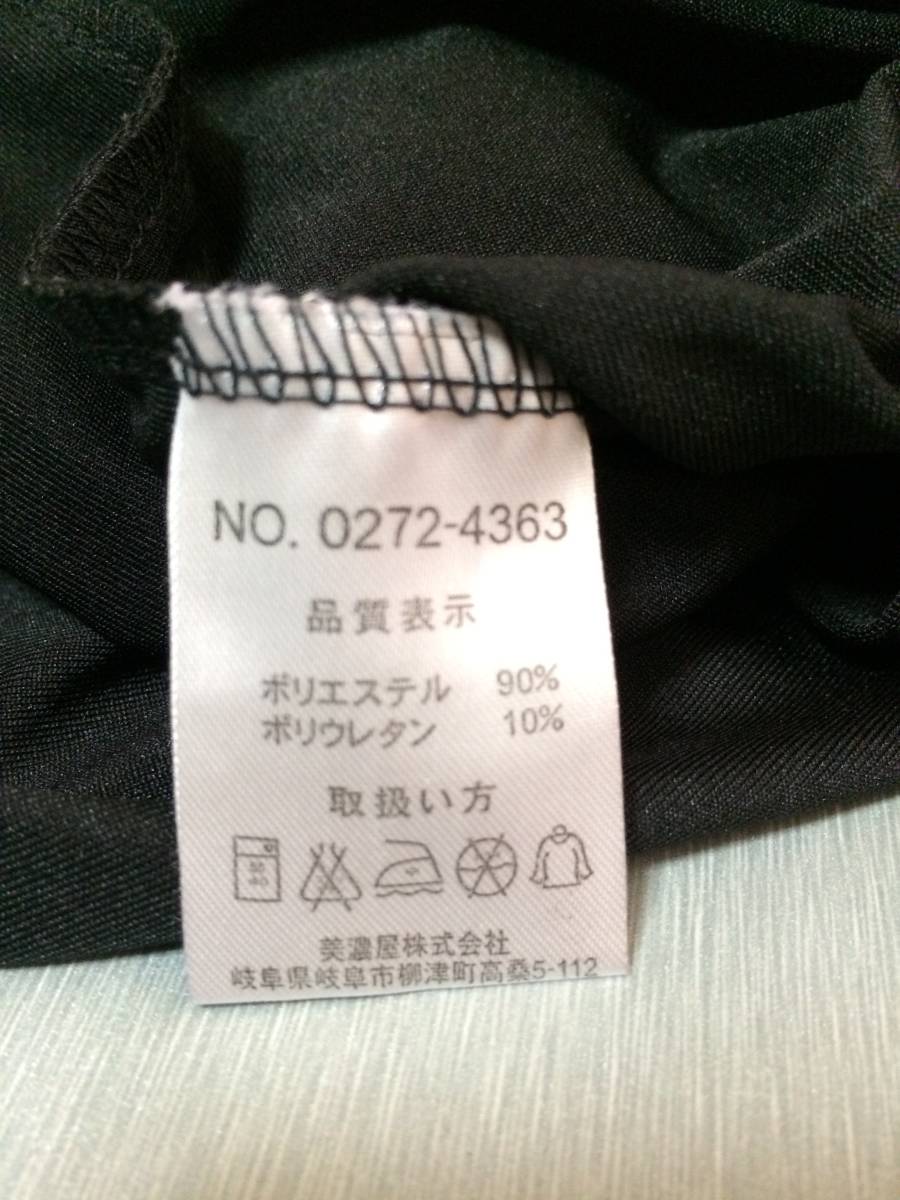 NO. 0272-4363
品質表示
ポリエステル 90%
ポリウレタン 10%
取扱い方
美濃屋株式会社
岐阜県岐阜市柳津町高桑5-112